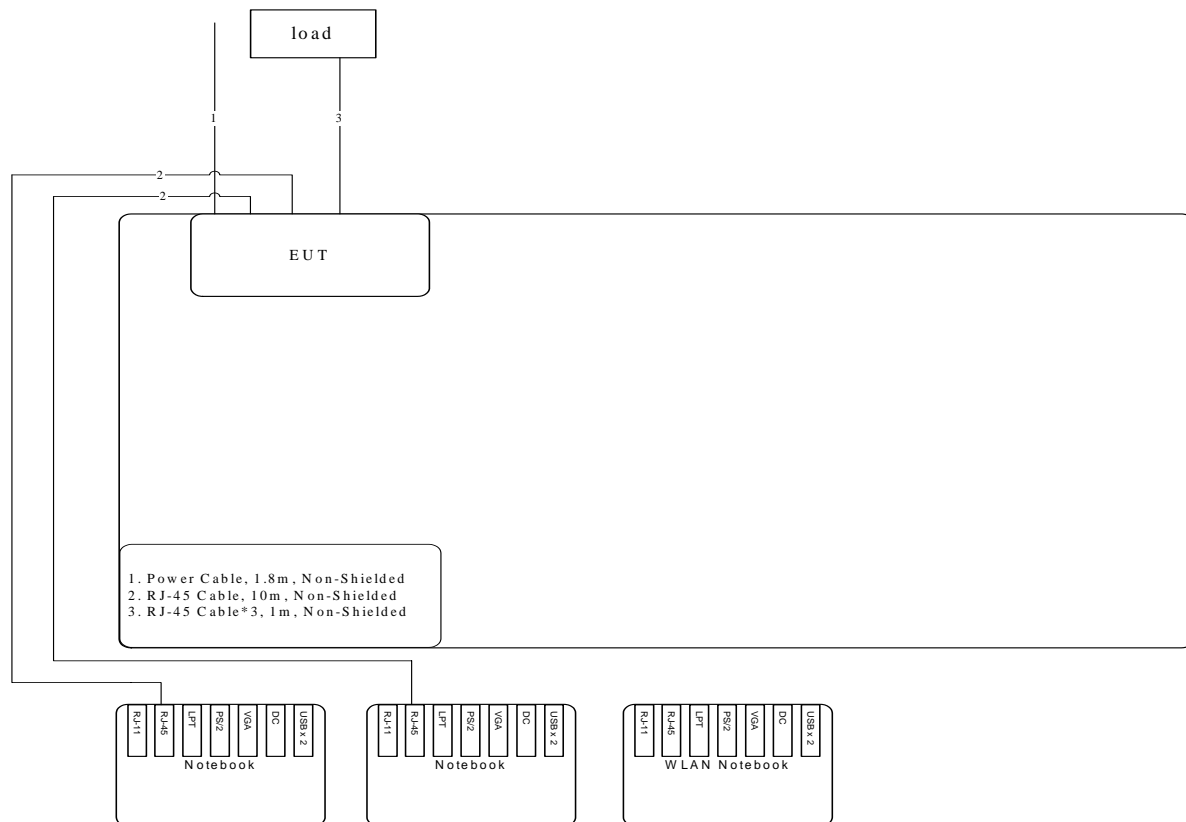 load
1
3
2
2
EUT
1. Power Cable, 1.8m, Non-Shielded
2. RJ-45 Cable, 10m, Non-Shielded
3. RJ-45 Cable*3, 1m, Non-Shielded
RJ-11 RJ-45 LPT PS/2 VGA DC USB x 2
Notebook
RJ-11 RJ-45 LPT PS/2 VGA DC USB x 2
Notebook
RJ-11 RJ-45 LPT PS/2 VGA DC USB x 2
WLAN Notebook